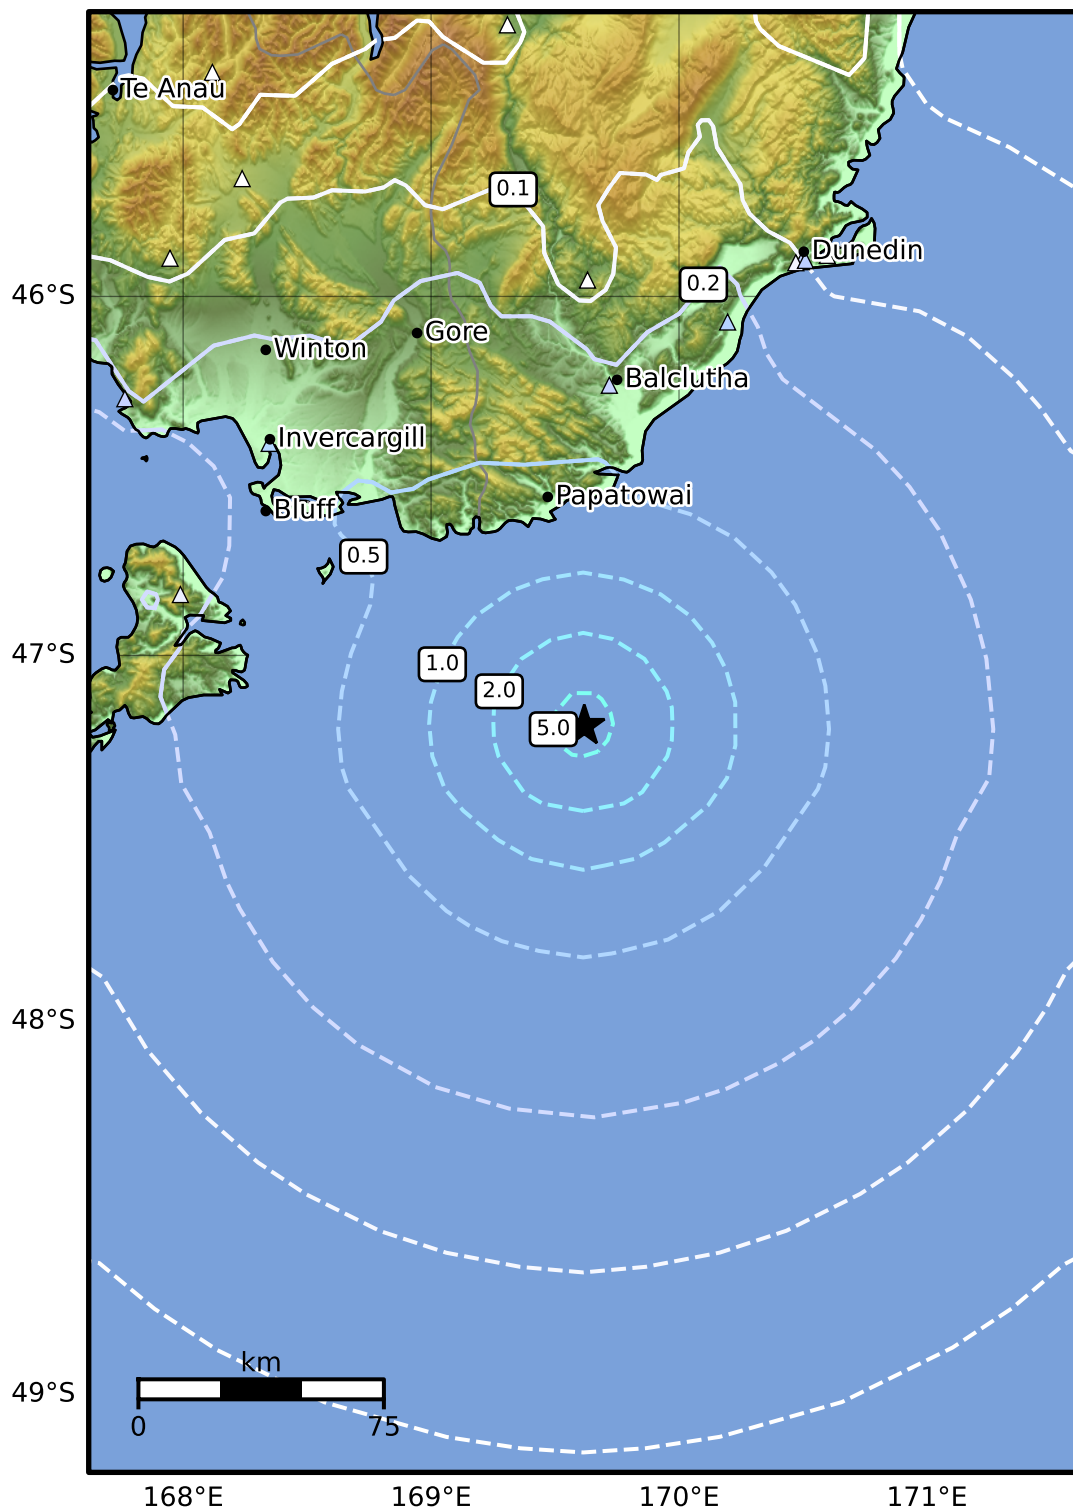 Te Anau
0.1
Dunedin
46°S
0.2
Gore
Winton
Balclutha
Invercargill
Papatowai
Bluff
0.5
47°S
1.0
2.0
5.0
48°S
km
49°S
0
75
168°E
169°E
170°E
171°E